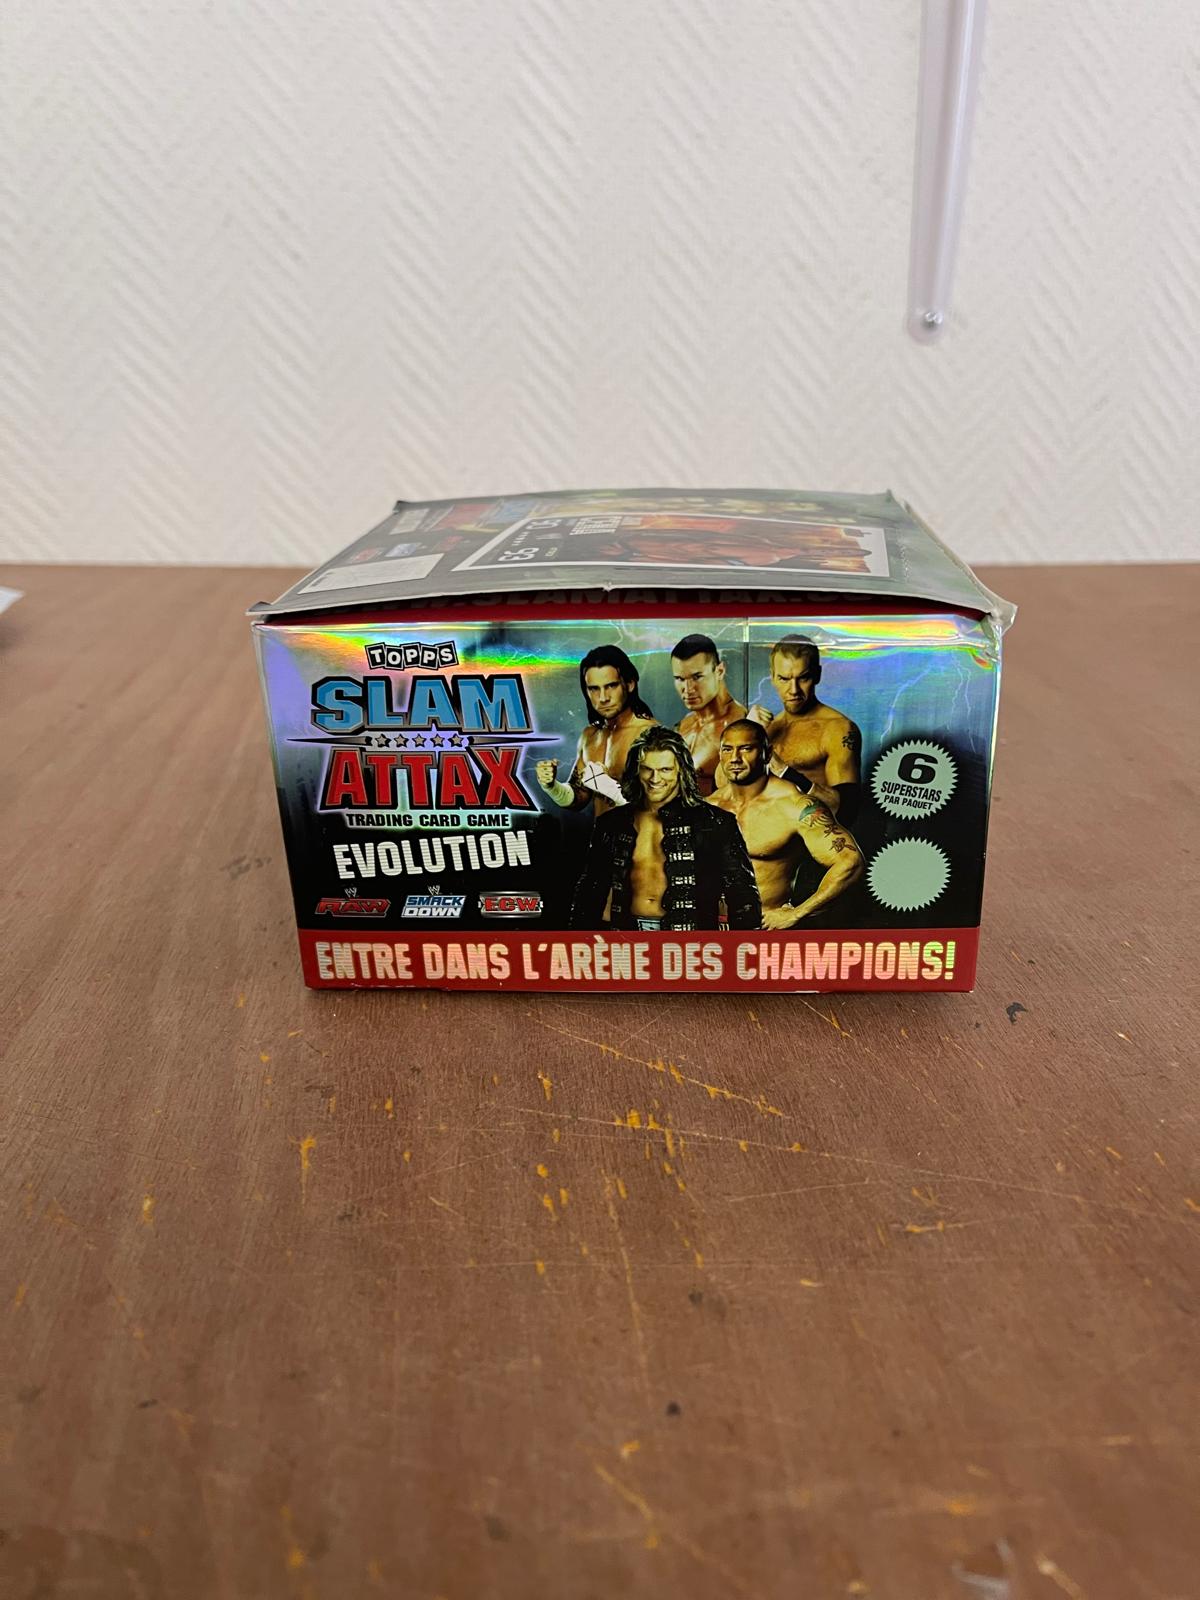 93
TOPPS
SLAM
ATTAX
TRADING CARD GAME
EVOLUTION
RAW
SMACK
DOWN
ECW
6
SUPERSTARS
PAR PAQUET
ENTRE DANS L'ARÈNE DES CHAMPIONS!